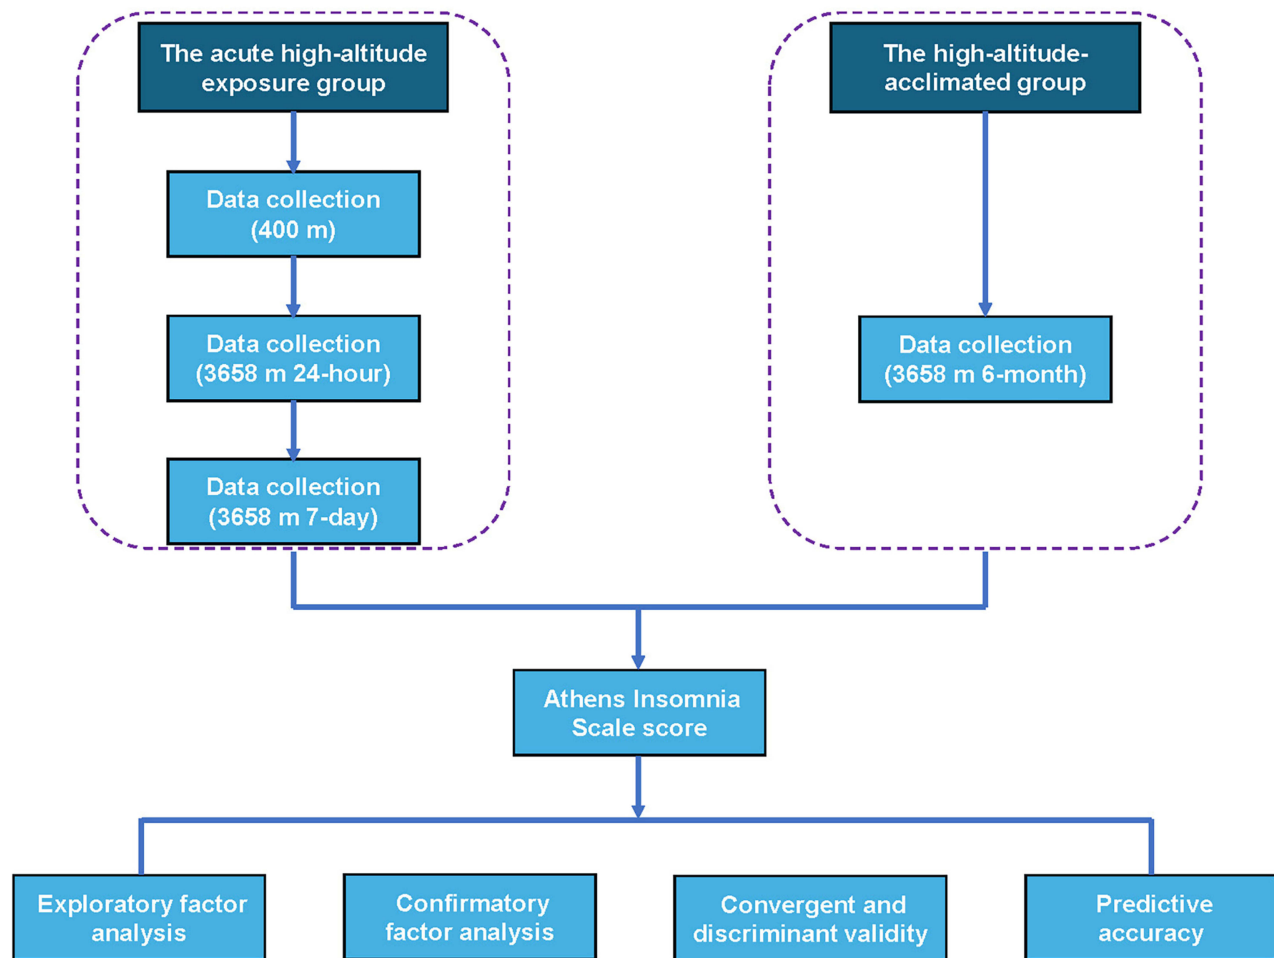 The acute high-altitude
exposure group
The high-altitude-
acclimated group
Data collection
(400 m)
Data collection
(3658 m 24-hour)
Data collection
(3658 m 6-month)
Data collection
(3658 m 7-day)
Athens Insomnia
Scale score
Exploratory factor
analysis
Confirmatory
factor analysis
Convergent and
discriminant validity
Predictive
accuracy